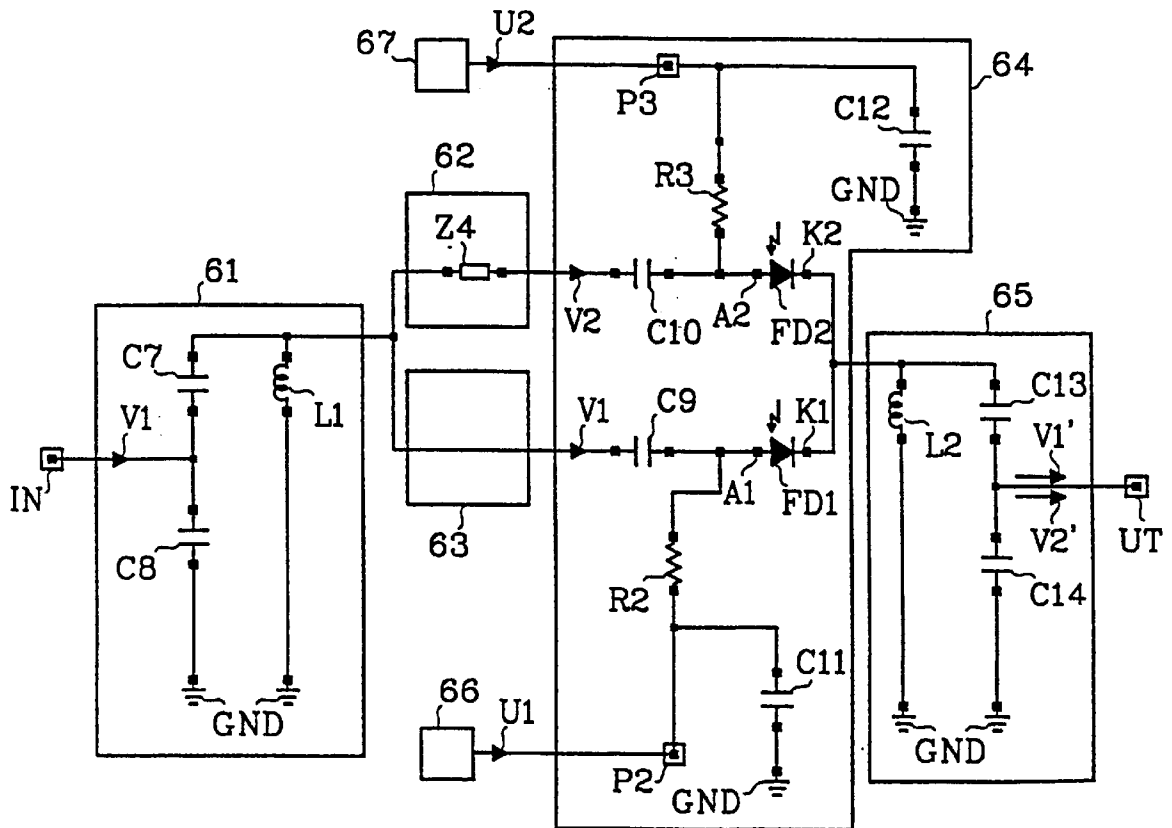 67
U2
64
P3
C12
62
R3
GND
Z4
K2
61
V2
C10
A2
FD2
65
C7
C9
V1
K1
C13
L1
V1
L2
V1'
IN
A1
FD1
V2'
UT
63
C8
R2
C14
C11
66
GND
U1
GND
P2
GND